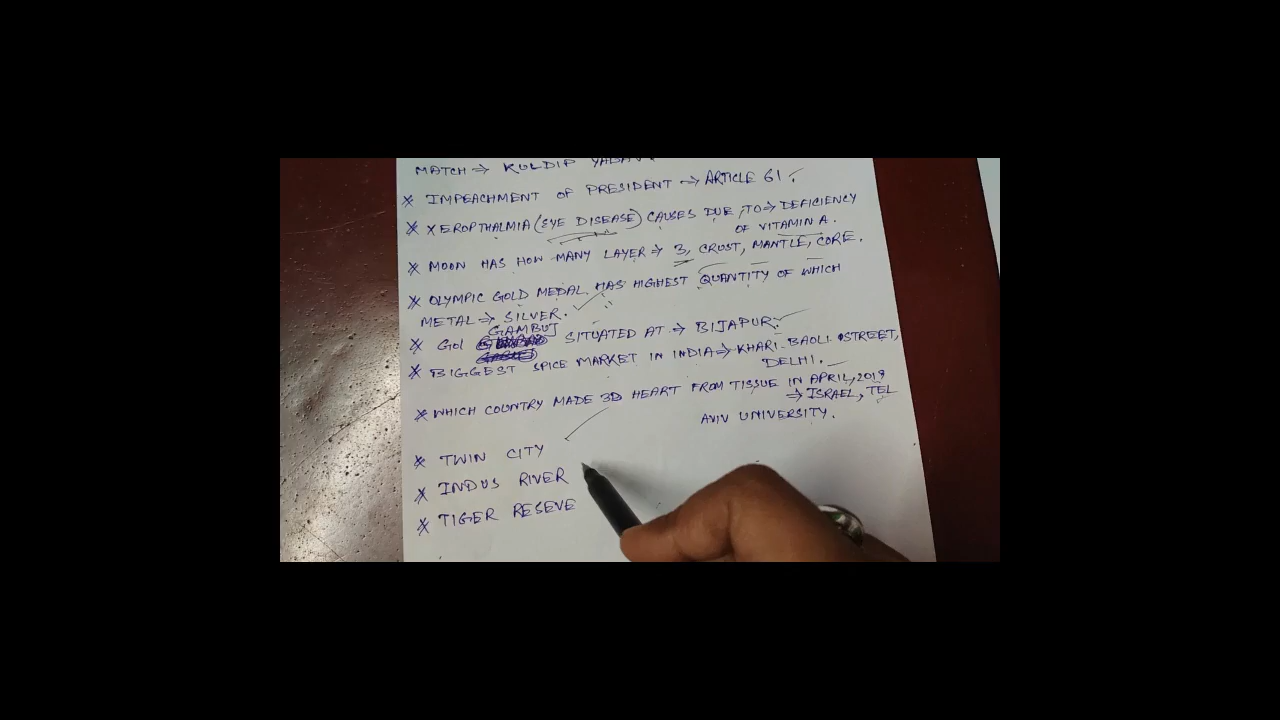 MATCH → KULDIP YADAV.
* IMPEACHMENT OF PRESIDENT → ARTICLE 61.
* XEROPTHALMIA (EYE DISEASE) CAUSES DUE TO → DEFICIENCY
OF VITAMIN A.
* MOON HAS HOW MANY LAYER → 3, CRUST, MANTLE, CORE.
* OLYMPIC GOLD MEDAL HAS HIGHEST QUANTITY OF WHICH
METAL → SILVER.
GAMBUJ
* GOl SITUATED AT → BIJAPUR.
* BIGGEST SPICE MARKET IN INDIA → KHARI BAOLI STREET,
DELHI.
* WHICH COUNTRY MADE 3D HEART FROM TISSUE IN APRIL, 2019
→ ISRAEL, TEL
AVIV UNIVERSITY.
* TWIN CITY
* INDUS RIVER
* TIGER RESEVE